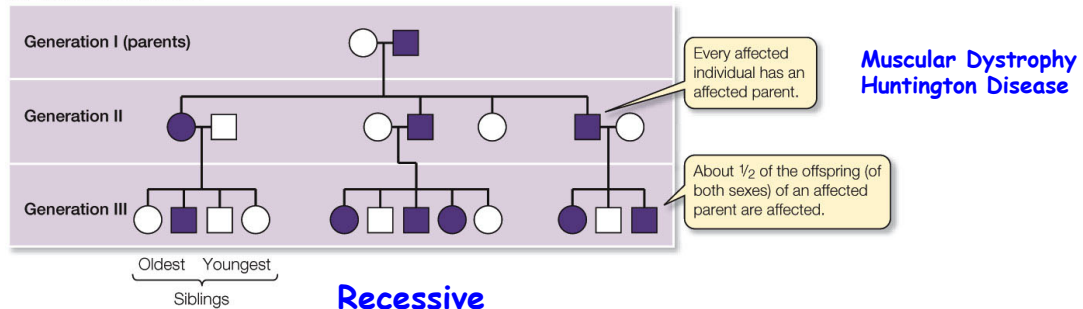 Generation I (parents)
Every affected
individual has an
affected parent.
Muscular Dystrophy
Huntington Disease
Generation II
About 1/2 of the offspring (of
both sexes) of an affected
parent are affected.
Generation III
Oldest Youngest
Siblings
Recessive